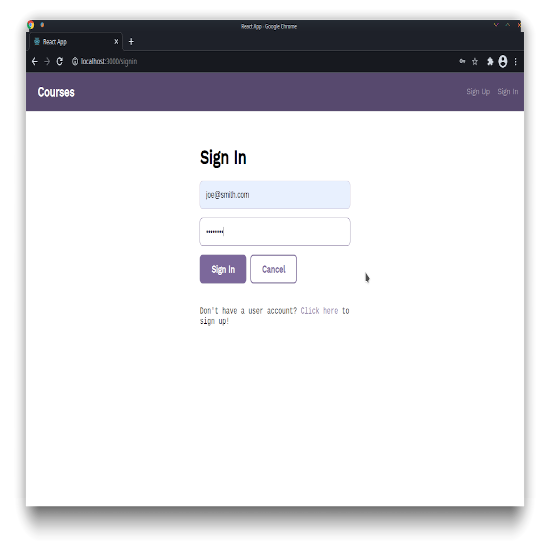 React App - Google Chrome
React App
localhost:3000/signin
Courses
Sign Up Sign In
Sign In
joe@smith.com
••••••••
Sign In Cancel
Don't have a user account? Click here to
sign up!